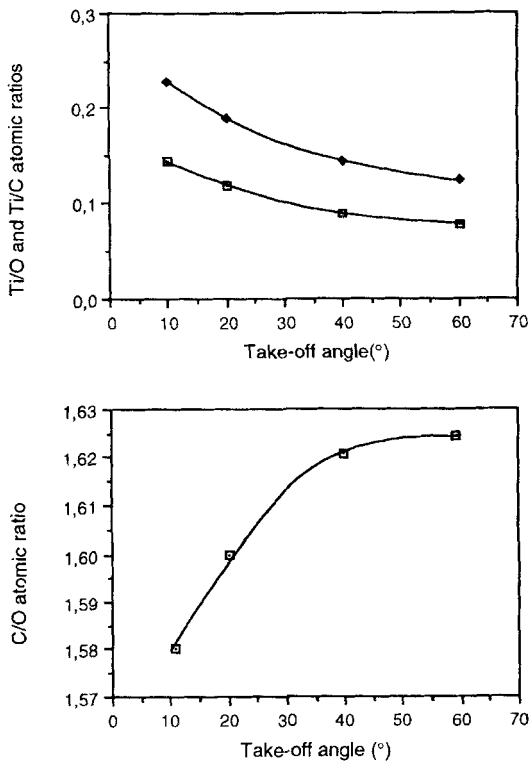 Ti/O and Ti/C atomic ratios
0,3
0,2
0,1
0,0
0 10 20 30 40 50 60 70
Take-off angle(°)
C/O atomic ratio
1,63
1,62
1,61
1,60
1,59
1,58
1,57
0 10 20 30 40 50 60 70
Take-off angle (°)